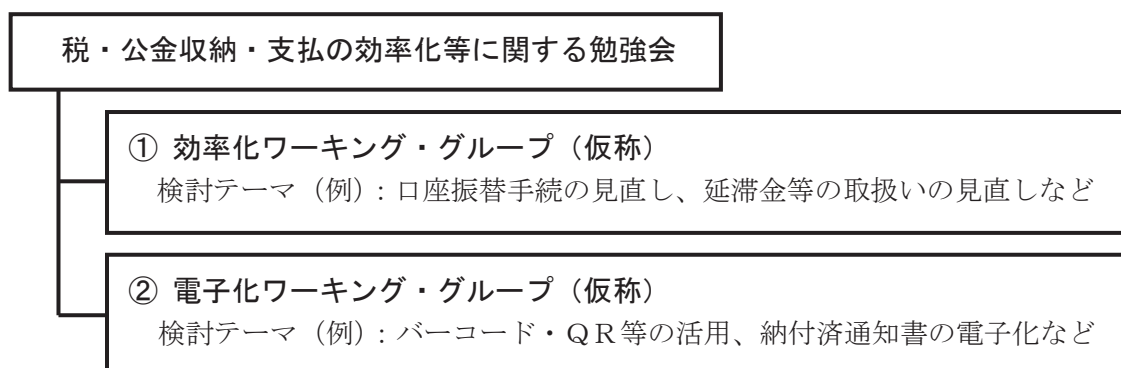 税・公金収納・支払の効率化等に関する勉強会
① 効率化ワーキング・グループ（仮称）
検討テーマ（例）：口座振替手続の見直し、延滞金等の取扱いの見直しなど
② 電子化ワーキング・グループ（仮称）
検討テーマ（例）：バーコード・ＱＲ等の活用、納付済通知書の電子化など